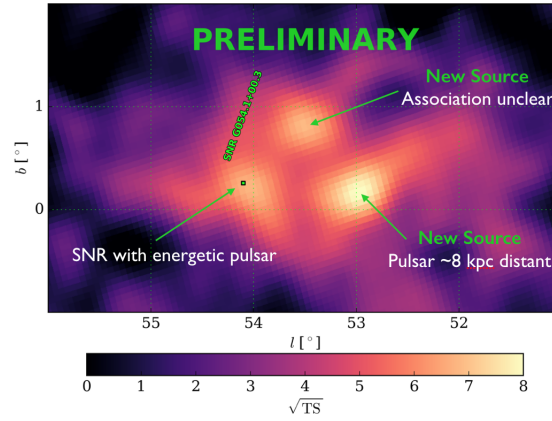 PRELIMINARY
New Source
Association unclear
SNR G054.1+00.3
SNR with energetic pulsar
New Source
Pulsar ~8 kpc distant
b [°]
1
0
55
54
53
52
l [°]
0
1
2
3
4
5
6
7
8
√TS